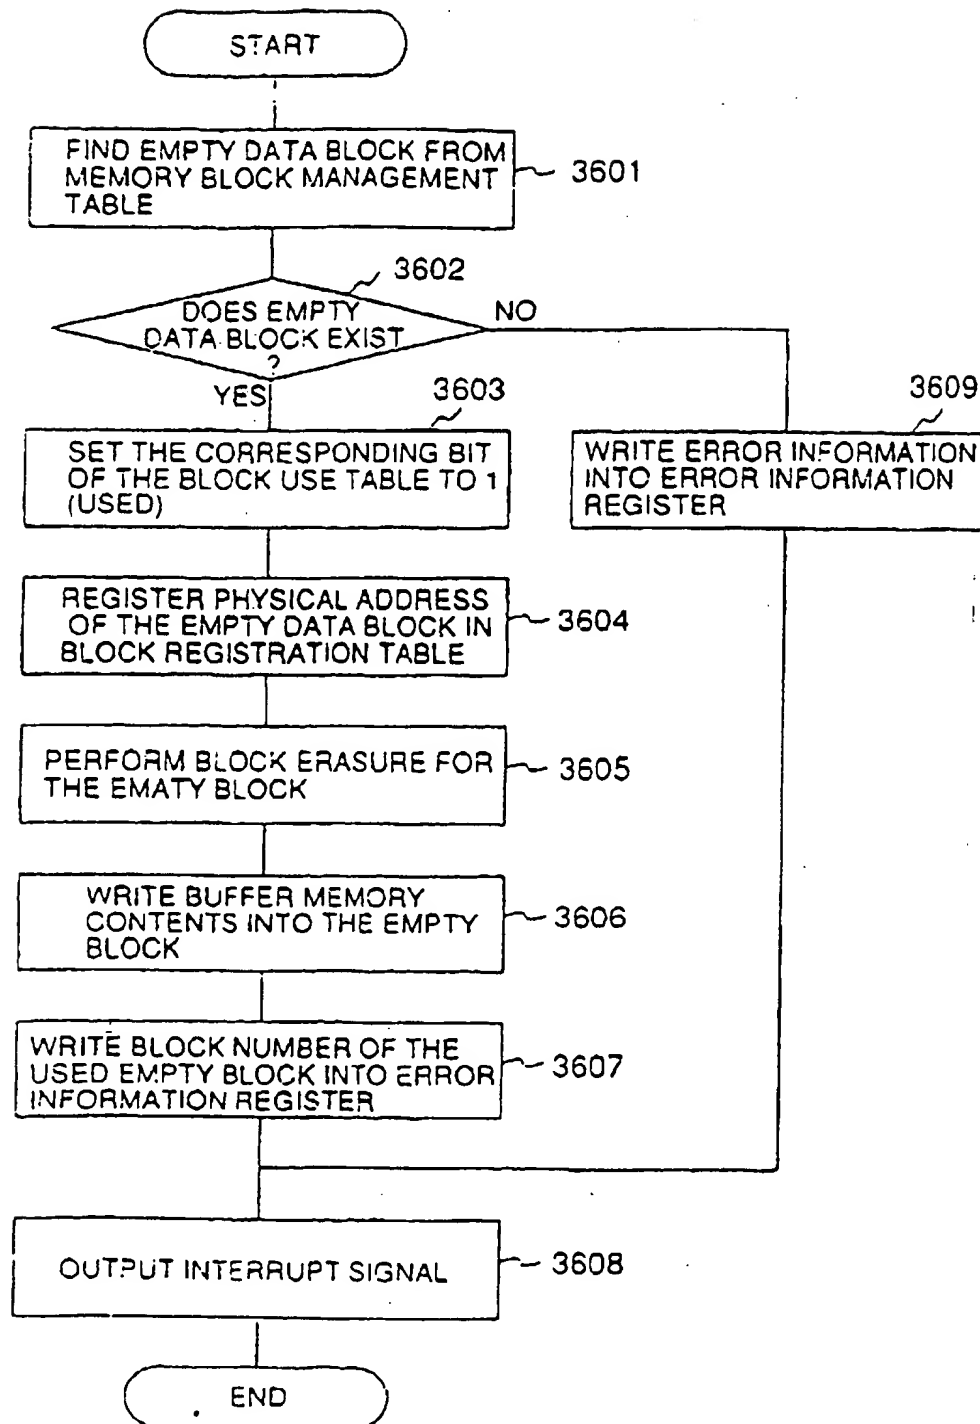 START
FIND EMPTY DATA BLOCK FROM
MEMORY BLOCK MANAGEMENT
TABLE
3601
3602
DOES EMPTY
DATA BLOCK EXIST
?
NO
YES
3603
SET THE CORRESPONDING BIT
OF THE BLOCK USE TABLE TO 1
(USED)
3609
WRITE ERROR INFORMATION
INTO ERROR INFORMATION
REGISTER
REGISTER PHYSICAL ADDRESS
OF THE EMPTY DATA BLOCK IN
BLOCK REGISTRATION TABLE
3604
PERFORM BLOCK ERASURE FOR
THE EMATY BLOCK
3605
WRITE BUFFER MEMORY
CONTENTS INTO THE EMPTY
BLOCK
3606
WRITE BLOCK NUMBER OF THE
USED EMPTY BLOCK INTO ERROR
INFORMATION REGISTER
3607
OUTPUT INTERRUPT SIGNAL
3608
END